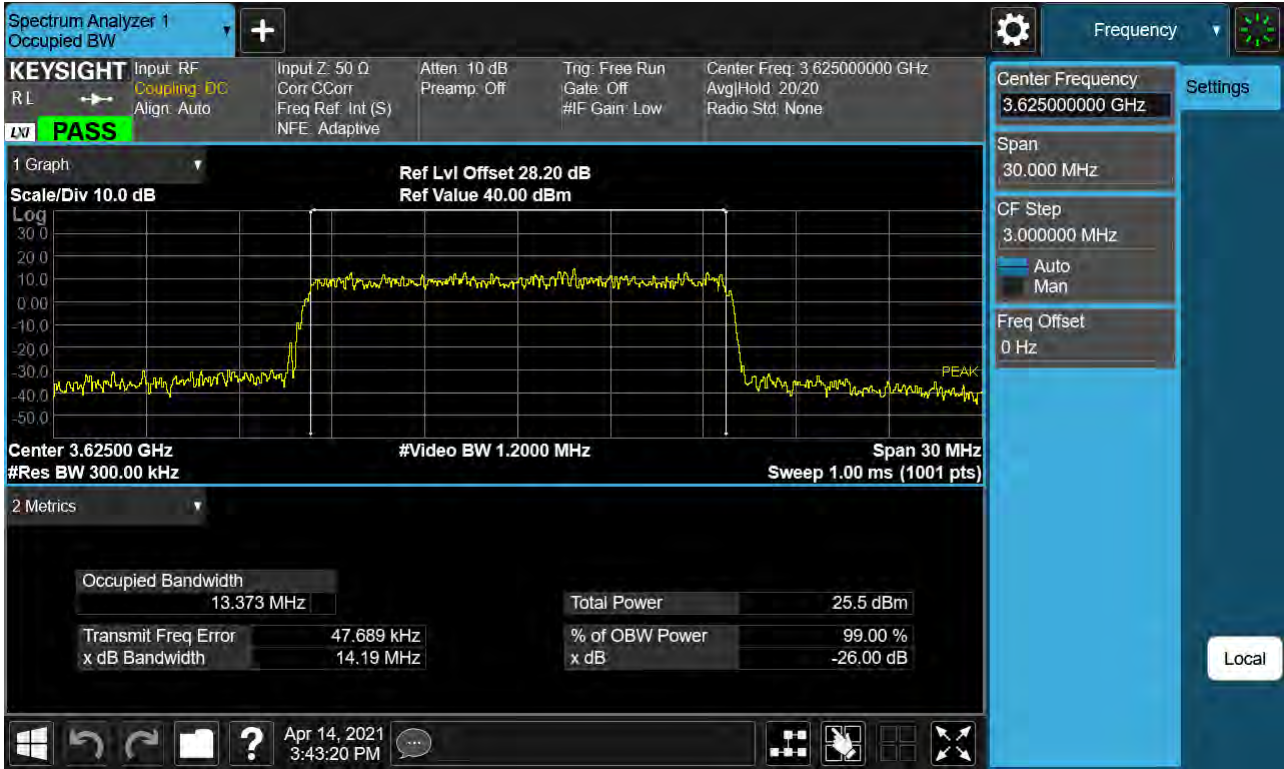 Spectrum Analyzer 1
Occupied BW
Frequency
KEYSIGHT
Input: RF
Coupling: DC
Align: Auto
R L
LXI
PASS
Input Z: 50 Ω
Corr CCorr
Freq Ref: Int (S)
NFE: Adaptive
Atten: 10 dB
Preamp: Off
Trig: Free Run
Gate: Off
#IF Gain: Low
Center Freq: 3.625000000 GHz
Avg|Hold: 20/20
Radio Std: None
1 Graph
Scale/Div 10.0 dB
Ref Lvl Offset 28.20 dB
Ref Value 40.00 dBm
Log
30.0
20.0
10.0
0.00
-10.0
-20.0
-30.0
-40.0
-50.0
PEAK
Center 3.62500 GHz
#Res BW 300.00 kHz
#Video BW 1.2000 MHz
Span 30 MHz
Sweep 1.00 ms (1001 pts)
2 Metrics
Occupied Bandwidth
13.373 MHz
Transmit Freq Error 47.689 kHz
x dB Bandwidth 14.19 MHz
Total Power 25.5 dBm
% of OBW Power 99.00 %
x dB -26.00 dB
Center Frequency
3.625000000 GHz
Span
30.000 MHz
CF Step
3.000000 MHz
Auto
Man
Freq Offset
0 Hz
Settings
Local
?
Apr 14, 2021
3:43:20 PM